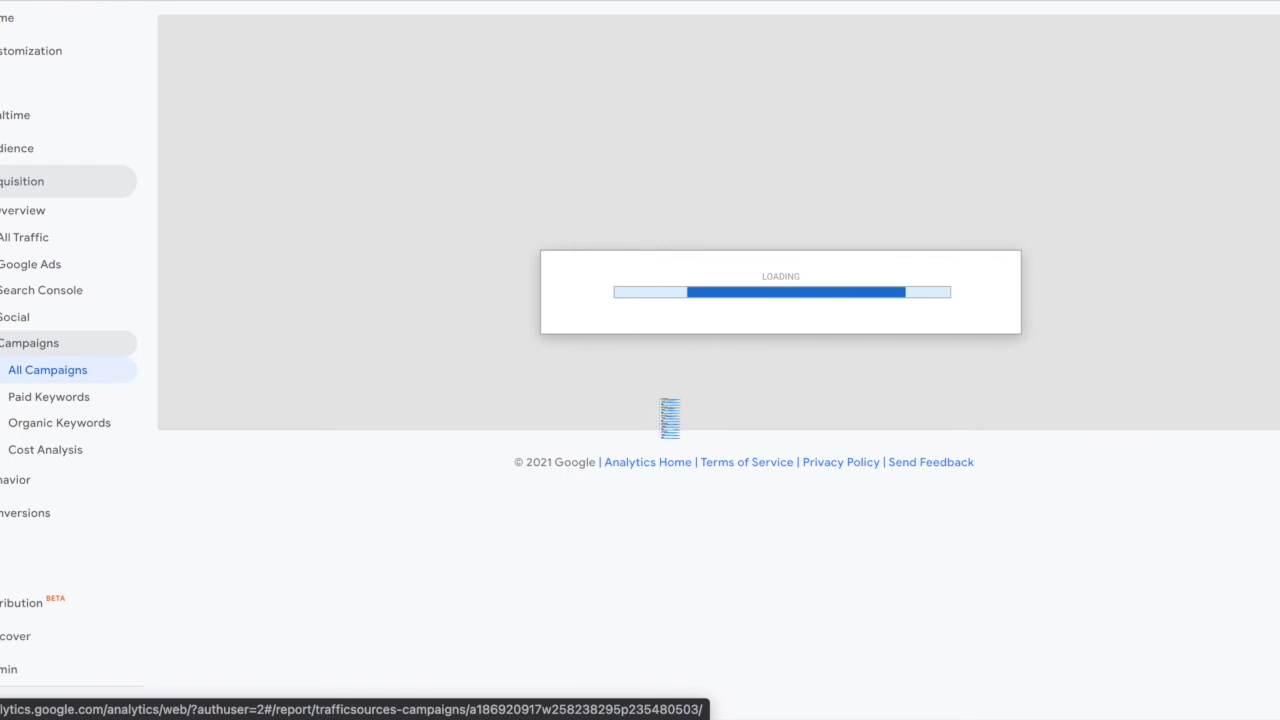 me
stomization
altime
dience
quisition
verview
All Traffic
Google Ads
Search Console
Social
Campaigns
All Campaigns
Paid Keywords
Organic Keywords
Cost Analysis
havior
nversions
ribution BETA
cover
min
LOADING
© 2021 Google | Analytics Home | Terms of Service | Privacy Policy | Send Feedback
lytics.google.com/analytics/web/?authuser=2#/report/trafficsources-campaigns/a186920917w258238295p235480503/